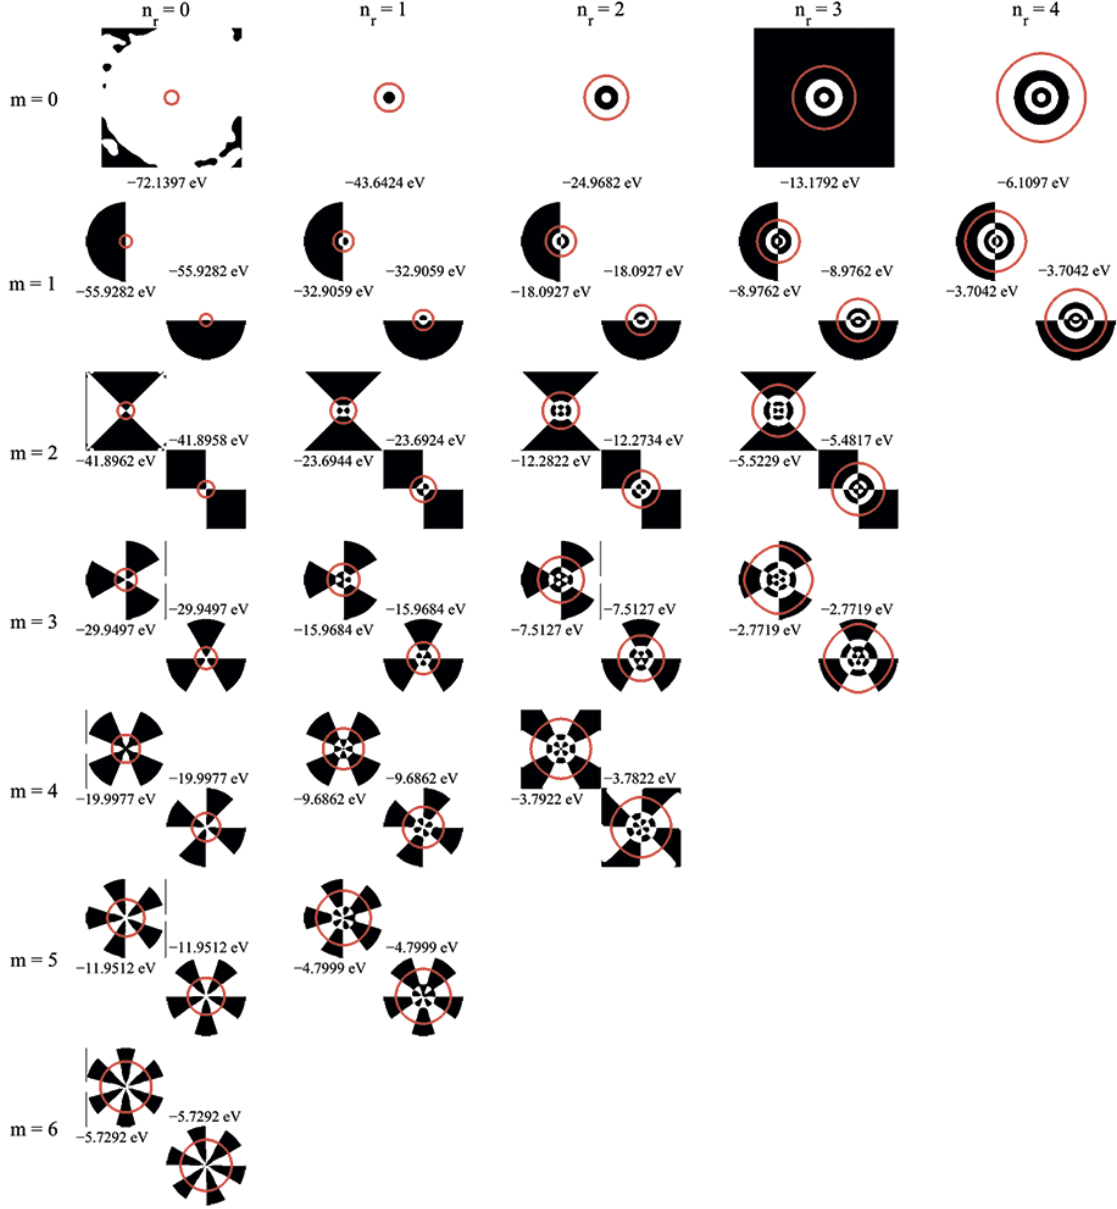 n_r = 0 n_r = 1 n_r = 2 n_r = 3 n_r = 4
m = 0
−72.1397 eV −43.6424 eV −24.9682 eV −13.1792 eV −6.1097 eV
−55.9282 eV −32.9059 eV −18.0927 eV −8.9762 eV −3.7042 eV
m = 1
−55.9282 eV −32.9059 eV −18.0927 eV −8.9762 eV −3.7042 eV
−41.8958 eV −23.6924 eV −12.2734 eV −5.4817 eV
m = 2
−41.8962 eV −23.6944 eV −12.2822 eV −5.5229 eV
−29.9497 eV −15.9684 eV −7.5127 eV −2.7719 eV
m = 3
−29.9497 eV −15.9684 eV −7.5127 eV −2.7719 eV
−19.9977 eV −9.6862 eV −3.7822 eV
m = 4
−19.9977 eV −9.6862 eV −3.7922 eV
−11.9512 eV −4.7999 eV
m = 5
−11.9512 eV −4.7999 eV
−5.7292 eV
m = 6
−5.7292 eV